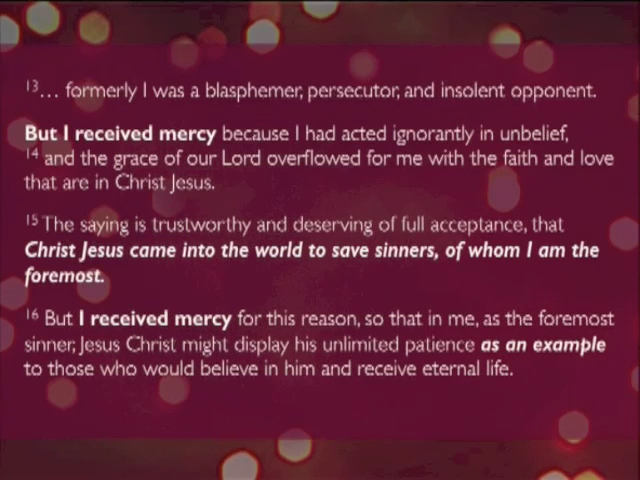 13… formerly I was a blasphemer, persecutor, and insolent opponent.
But I received mercy because I had acted ignorantly in unbelief,
14 and the grace of our Lord overflowed for me with the faith and love
that are in Christ Jesus.
15 The saying is trustworthy and deserving of full acceptance, that
Christ Jesus came into the world to save sinners, of whom I am the
foremost.
16 But I received mercy for this reason, so that in me, as the foremost
sinner, Jesus Christ might display his unlimited patience as an example
to those who would believe in him and receive eternal life.